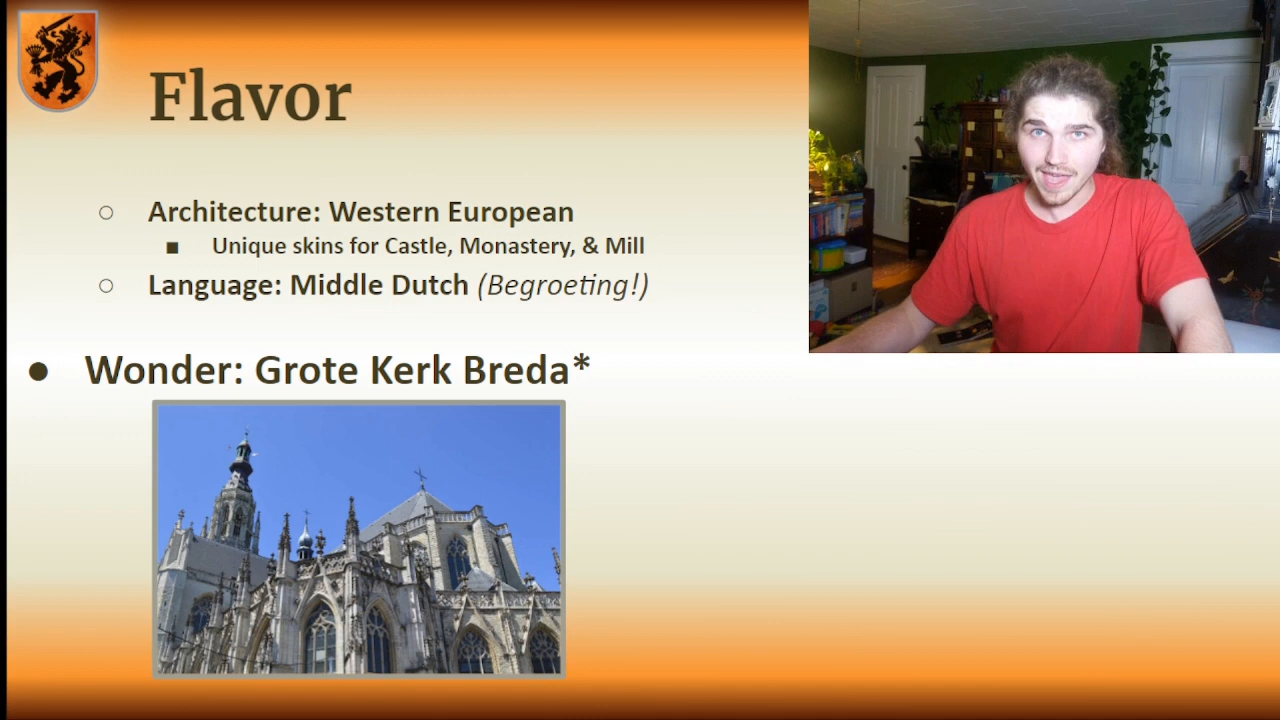 Flavor
○ Architecture: Western European
■ Unique skins for Castle, Monastery, & Mill
○ Language: Middle Dutch (Begroeting!)
● Wonder: Grote Kerk Breda*